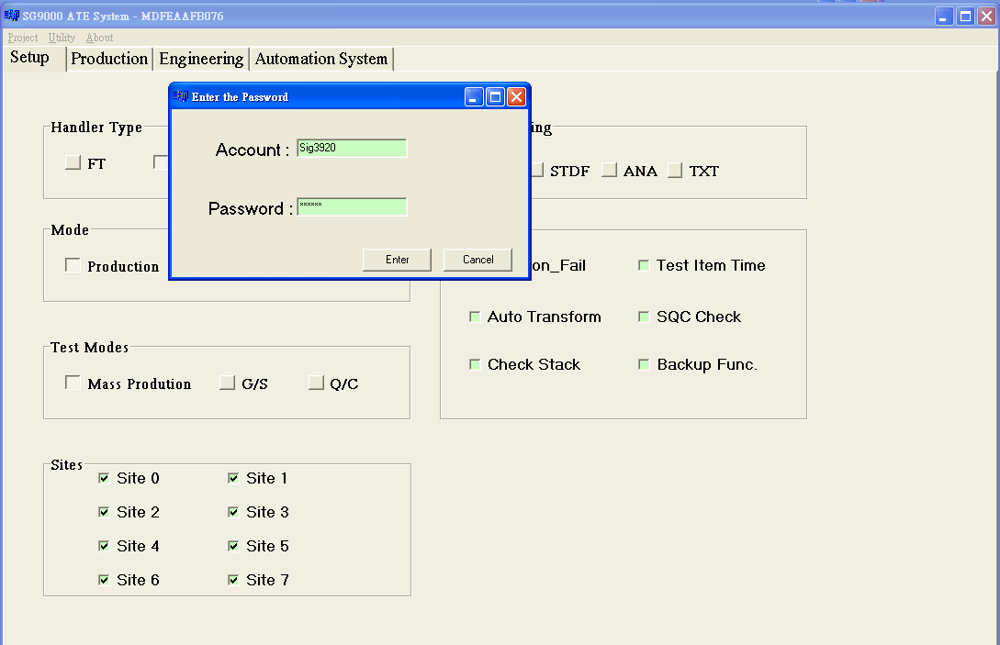 SG9000 ATE System - MDFEAAFB076
Project Utility About
Setup Production Engineering Automation System
Enter the Password
Account : Sig3920
Password : ××××××
Enter Cancel
Handler Type
FT
ing
STDF ANA TXT
Mode
Production
on_Fail Test Item Time
Auto Transform SQC Check
Check Stack Backup Func.
Test Modes
Mass Prodution G/S Q/C
Sites
Site 0 Site 1
Site 2 Site 3
Site 4 Site 5
Site 6 Site 7